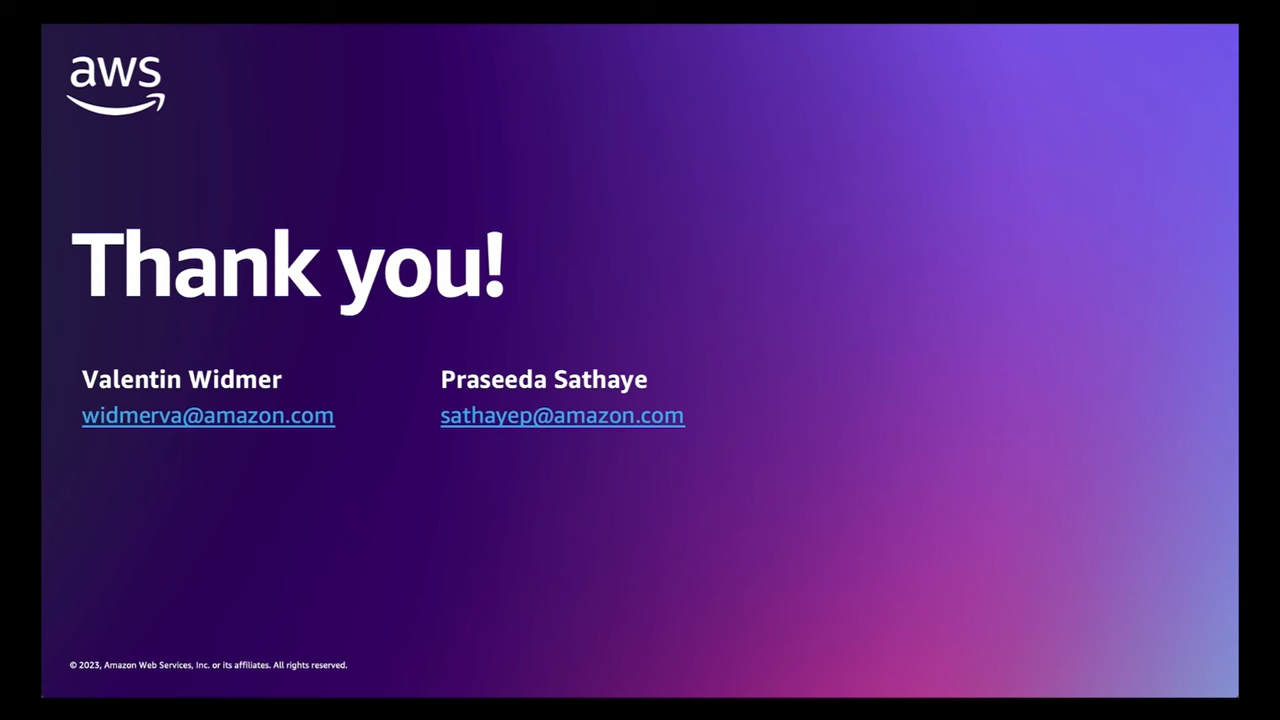 aws
Thank you!
Valentin Widmer
widmerva@amazon.com
Praseeda Sathaye
sathayep@amazon.com
© 2023, Amazon Web Services, Inc. or its affiliates. All rights reserved.